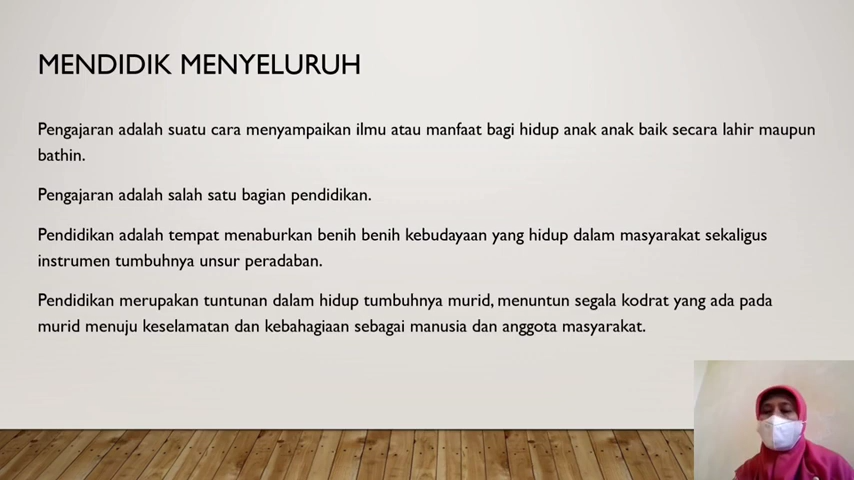 MENDIDIK MENYELURUH
Pengajaran adalah suatu cara menyampaikan ilmu atau manfaat bagi hidup anak anak baik secara lahir maupun
bathin.
Pengajaran adalah salah satu bagian pendidikan.
Pendidikan adalah tempat menaburkan benih benih kebudayaan yang hidup dalam masyarakat sekaligus
instrumen tumbuhnya unsur peradaban.
Pendidikan merupakan tuntunan dalam hidup tumbuhnya murid, menuntun segala kodrat yang ada pada
murid menuju keselamatan dan kebahagiaan sebagai manusia dan anggota masyarakat.